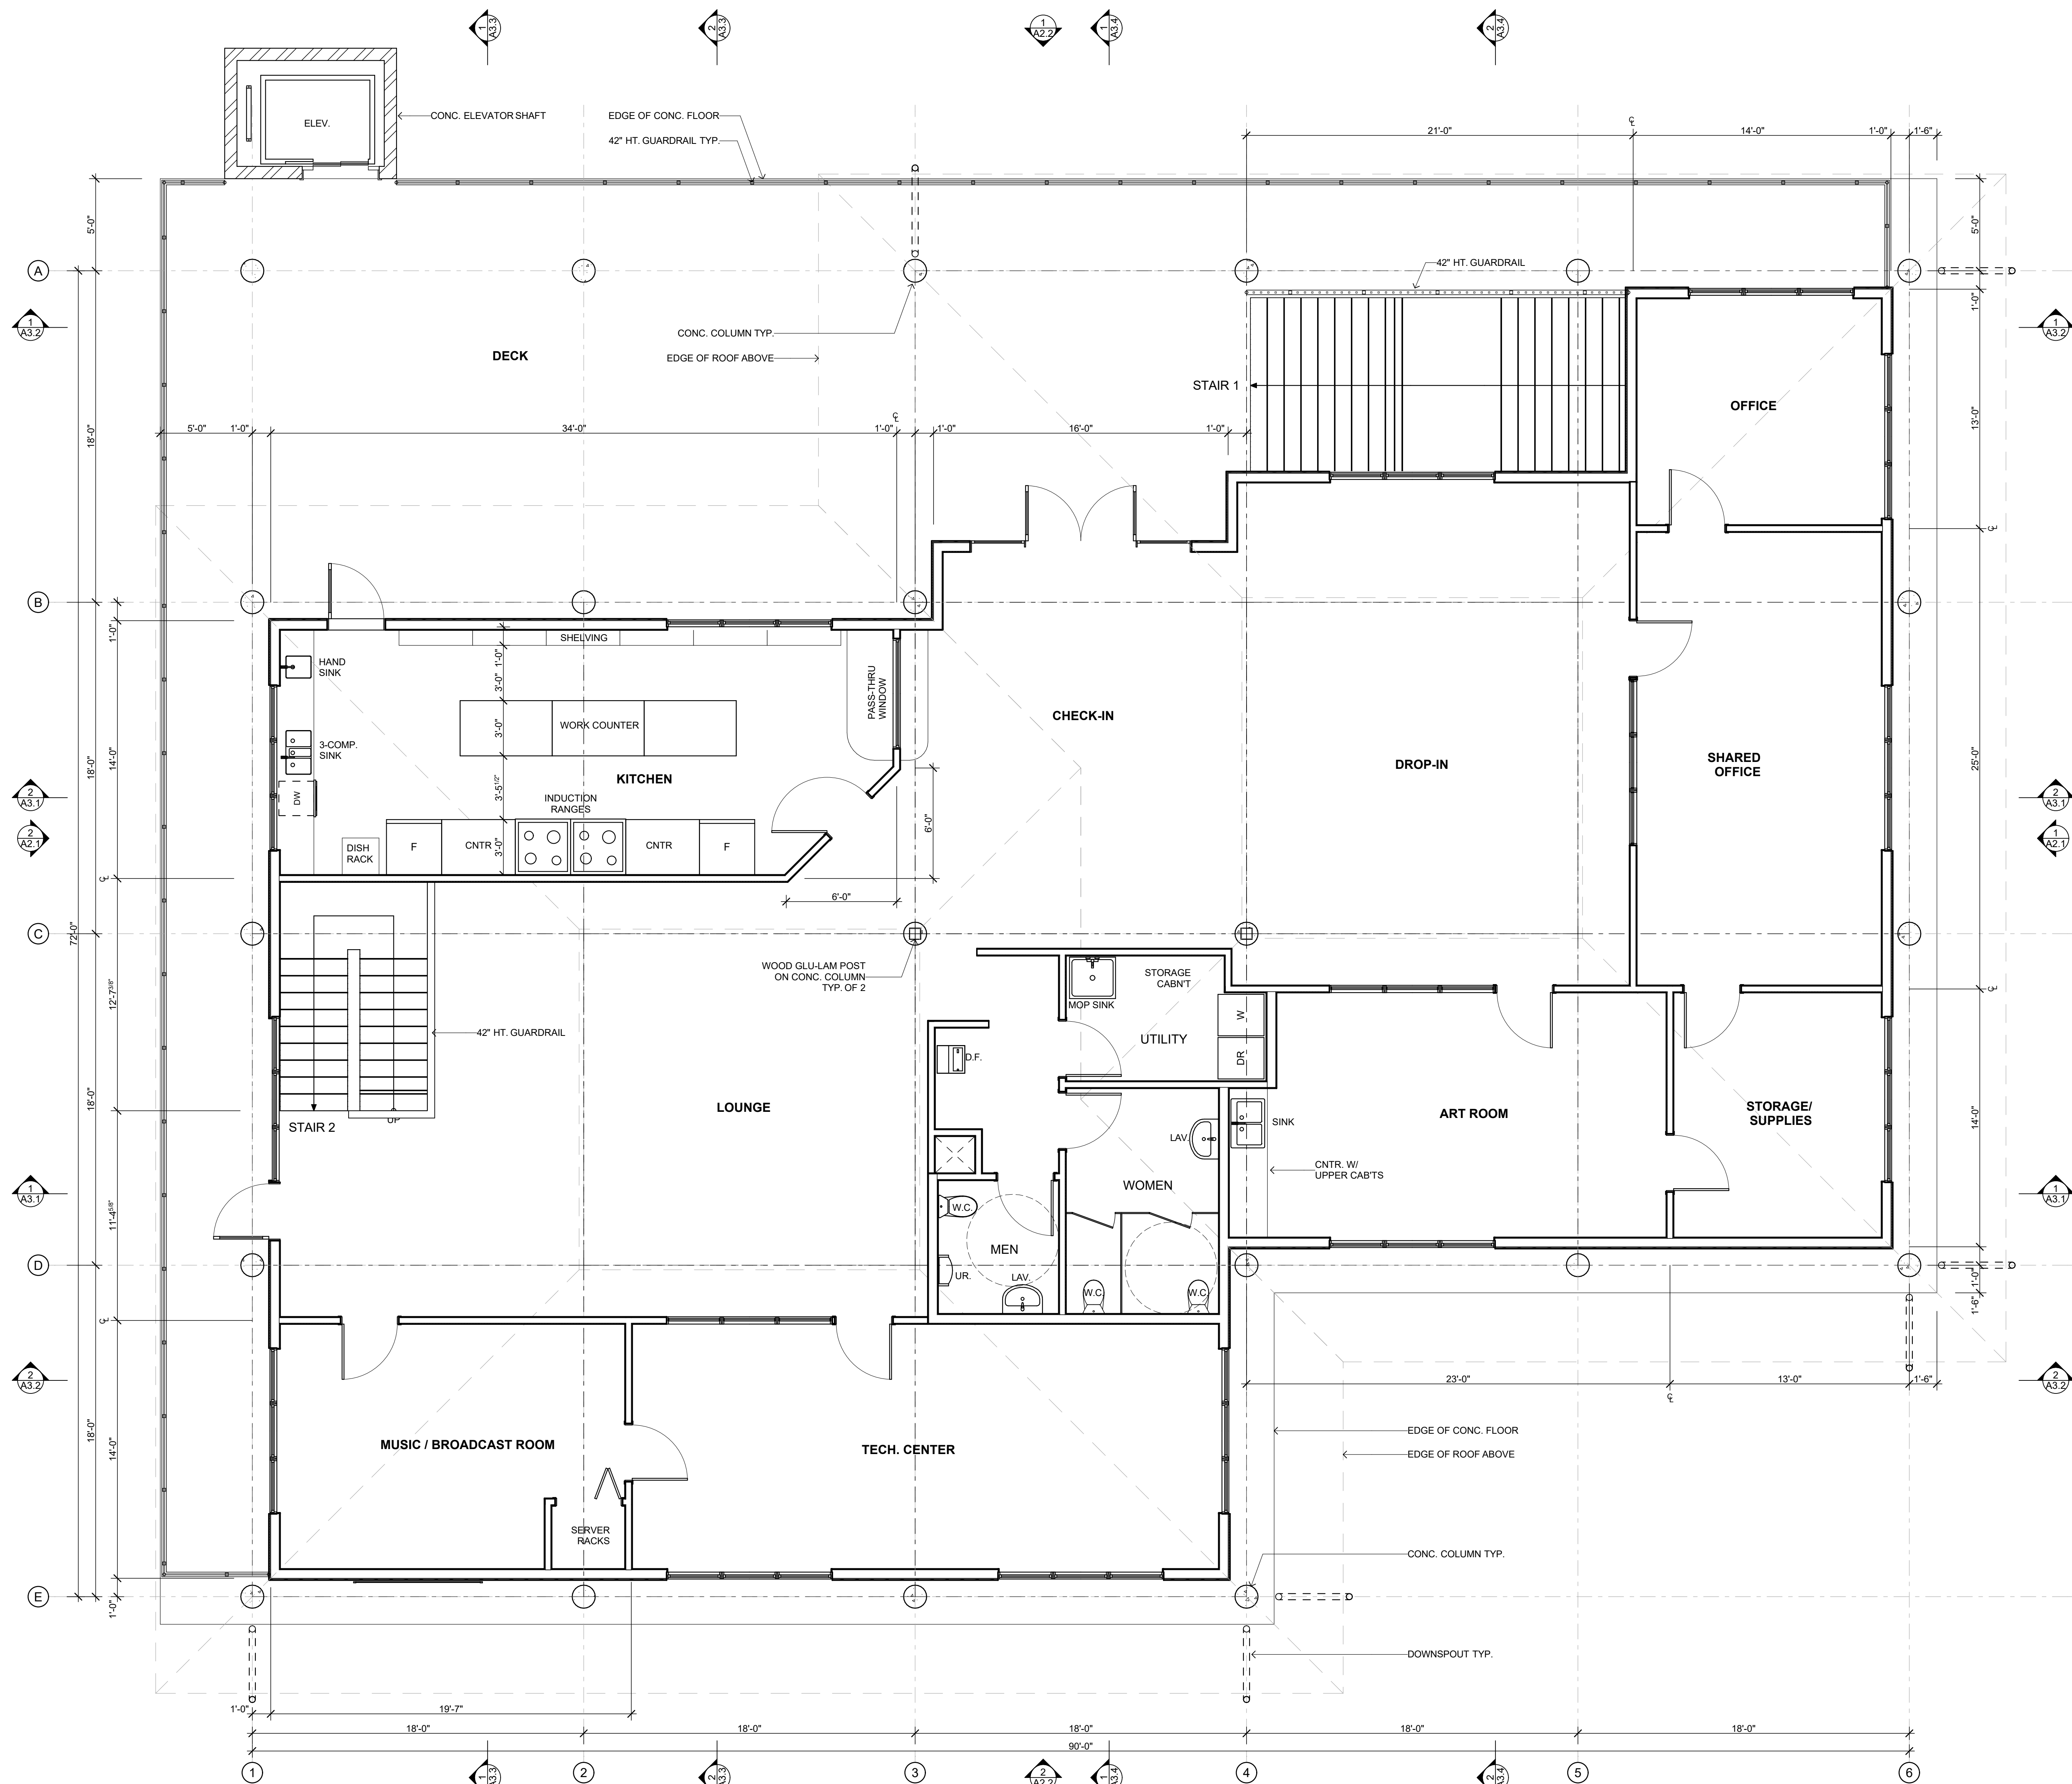 1
A3.3
2
A3.3
1
A2.2
1
A3.4
2
A3.4
ELEV.
CONC. ELEVATOR SHAFT
EDGE OF CONC. FLOOR
42" HT. GUARDRAIL TYP.
℄
21'-0"
14'-0"
1'-0"
1'-6"
5'-0"
5'-0"
A
42" HT. GUARDRAIL
1'-0"
1
A3.2
1
A3.2
CONC. COLUMN TYP.
EDGE OF ROOF ABOVE
DECK
STAIR 1
OFFICE
13'-0"
18'-0"
℄
5'-0"
1'-0"
34'-0"
1'-0"
1'-0"
16'-0"
1'-0"
℄
B
1'-0"
SHELVING
HAND
SINK
1'-0"
3'-0"
PASS-THRU
WINDOW
CHECK-IN
WORK COUNTER
3'-0"
3-COMP.
SINK
DROP-IN
SHARED
OFFICE
25'-0"
18'-0"
14'-0"
KITCHEN
3'-5 1/2"
DW
INDUCTION
RANGES
2
A3.1
2
A3.1
2
A2.1
1
A2.1
6'-0"
DISH
RACK
F
CNTR
3'-0"
CNTR
F
℄
6'-0"
C
72'-0"
WOOD GLU-LAM POST
ON CONC. COLUMN
TYP. OF 2
STORAGE
CAB'NT
MOP SINK
℄
12'-7 3/8"
42" HT. GUARDRAIL
W
UTILITY
DR
D.F.
18'-0"
LOUNGE
ART ROOM
STORAGE/
SUPPLIES
14'-0"
UP
STAIR 2
SINK
LAV.
CNTR. W/
UPPER CAB'TS
WOMEN
1
A3.1
1
A3.1
11'-4 5/8"
W.C.
MEN
D
UR.
LAV.
W.C.
W.C.
1'-0"
1'-6"
℄
2
A3.2
23'-0"
13'-0"
1'-6"
2
A3.2
℄
EDGE OF CONC. FLOOR
MUSIC / BROADCAST ROOM
TECH. CENTER
EDGE OF ROOF ABOVE
18'-0"
14'-0"
SERVER
RACKS
CONC. COLUMN TYP.
E
1'-0"
DOWNSPOUT TYP.
1'-0"
19'-7"
18'-0"
18'-0"
18'-0"
18'-0"
18'-0"
90'-0"
1
1
A3.3
2
2
A3.3
3
2
A2.2
1
A3.4
4
2
A3.4
5
6